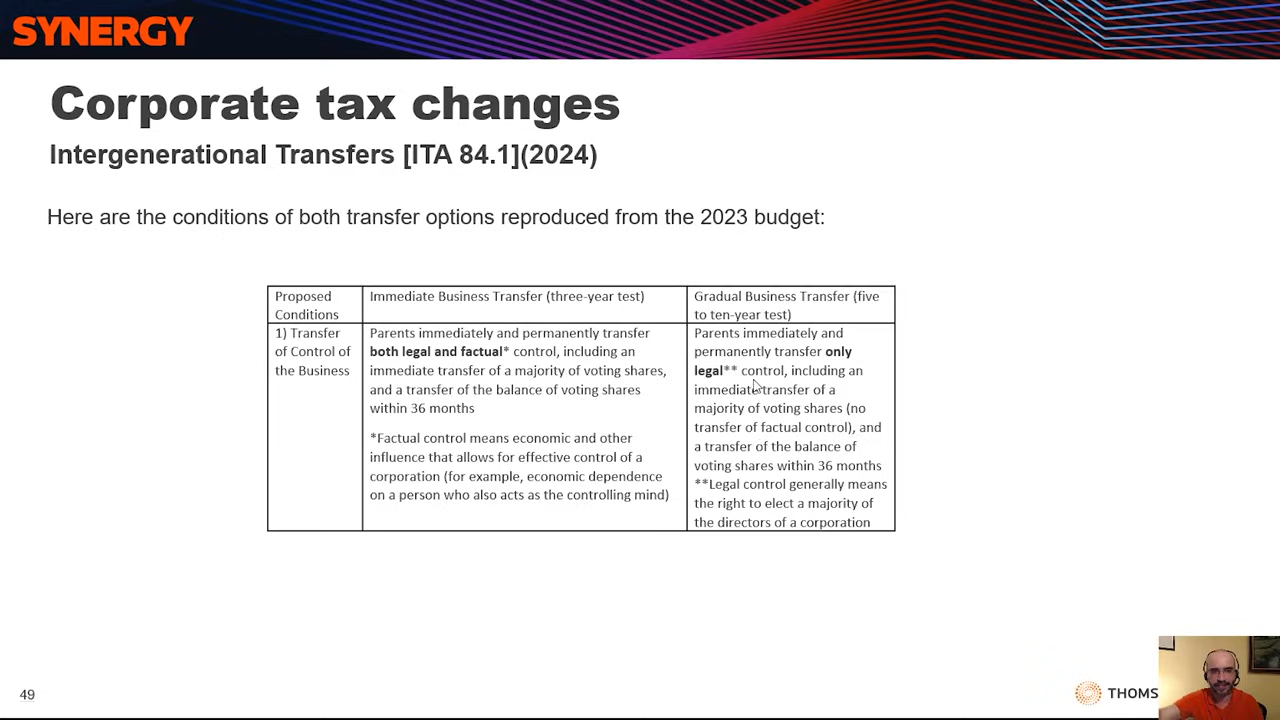 SYNERGY
Corporate tax changes
Intergenerational Transfers [ITA 84.1](2024)
Here are the conditions of both transfer options reproduced from the 2023 budget:
Proposed
Conditions
Immediate Business Transfer (three-year test)
Gradual Business Transfer (five
to ten-year test)
1) Transfer
of Control of
the Business
Parents immediately and permanently transfer
both legal and factual* control, including an
immediate transfer of a majority of voting shares,
and a transfer of the balance of voting shares
within 36 months
*Factual control means economic and other
influence that allows for effective control of a
corporation (for example, economic dependence
on a person who also acts as the controlling mind)
Parents immediately and
permanently transfer only
legal** control, including an
immediate transfer of a
majority of voting shares (no
transfer of factual control), and
a transfer of the balance of
voting shares within 36 months
**Legal control generally means
the right to elect a majority of
the directors of a corporation
49
THOMS